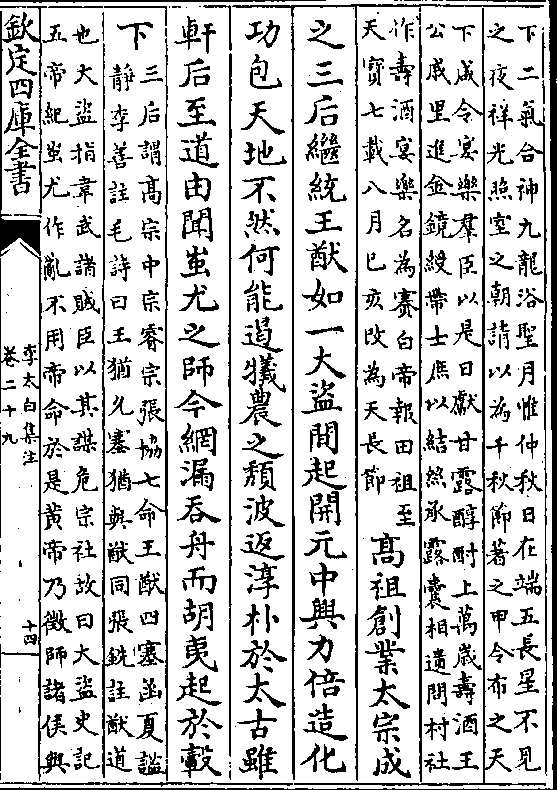 下二氣合神九龍浴聖月惟仲秋日在端五長星不見
之夜祥光照室之朝請以為千秋節著之甲令布之天
下咸令宴樂羣臣以是日獻甘露醇酎上萬歲壽酒王
公戚里進金鏡綬帶士庶以結絲承露囊相遺問村社
作壽酒宴樂名為賽白帝報田祖至
天寶七載八月己亥改為天長節
高祖創業太宗成
之三后繼統王猷如一大盜間起開元中興力倍造化
功包天地不然何能遏犧農之頹波返淳朴於太古雖
軒后至道由聞蚩尤之師今網漏吞舟而胡夷起於轂
下
三后謂髙宗中宗睿宗張協七命王猷四塞函夏謐
靜李善註毛詩曰王猶允塞猶與猷同張銑註猷道
也大盜指韋武諸賊臣以其謀危宗社故曰大盜史記
五帝紀蚩尤作亂不用帝命於是黄帝乃徵師諸侯與
欽定四庫全書
李太白集注
卷二十九
十四